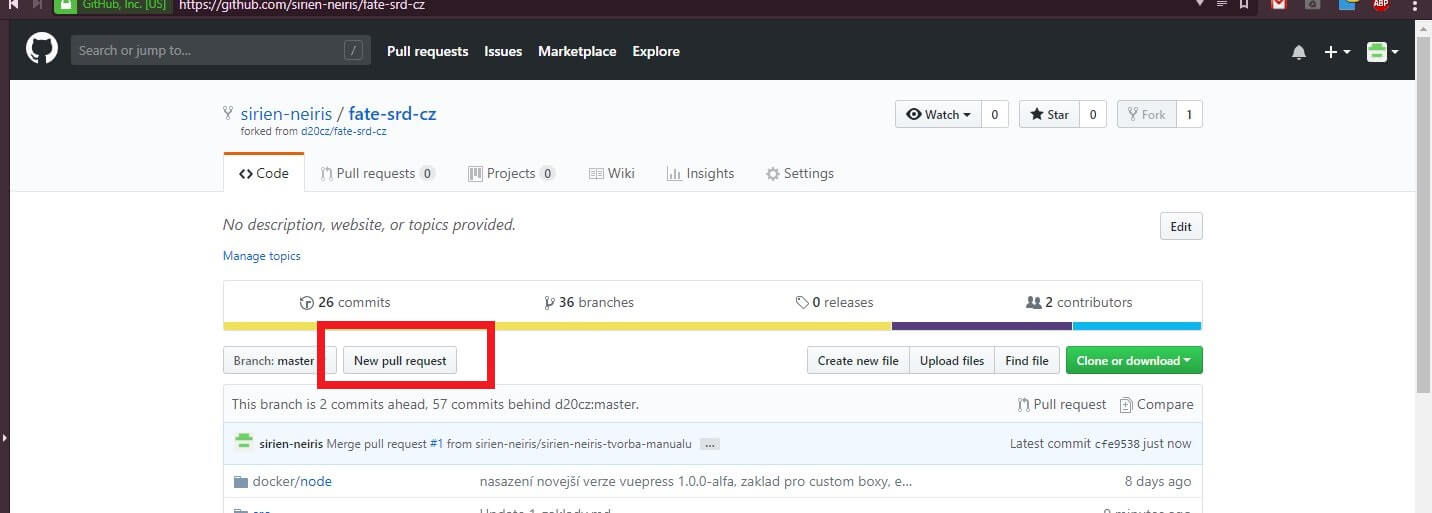 GitHub, Inc. [US] https://github.com/sirien-neiris/fate-srd-cz ABP
Search or jump to... / Pull requests Issues Marketplace Explore
sirien-neiris / fate-srd-cz Watch 0 Star 0 Fork 1
forked from d20cz/fate-srd-cz
Code Pull requests 0 Projects 0 Wiki Insights Settings
No description, website, or topics provided. Edit
Manage topics
26 commits 36 branches 0 releases 2 contributors
Branch: master New pull request Create new file Upload files Find file Clone or download
This branch is 2 commits ahead, 57 commits behind d20cz:master. Pull request Compare
sirien-neiris Merge pull request #1 from sirien-neiris/sirien-neiris-tvorba-manualu ... Latest commit cfe9538 just now
docker/node nasazení novejší verze vuepress 1.0.0-alfa, zaklad pro custom boxy, e... 8 days ago